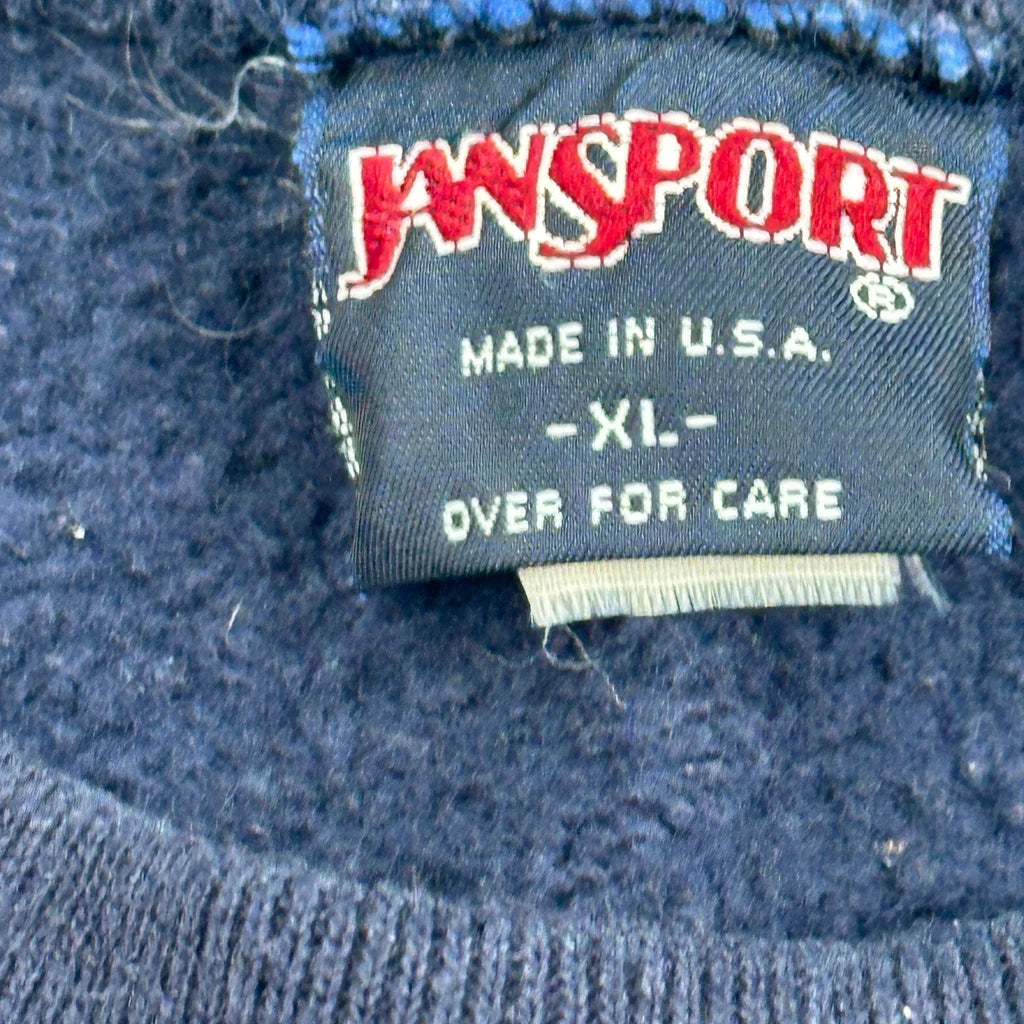 JANSPORT
®
MADE IN U.S.A.
-XL-
OVER FOR CARE